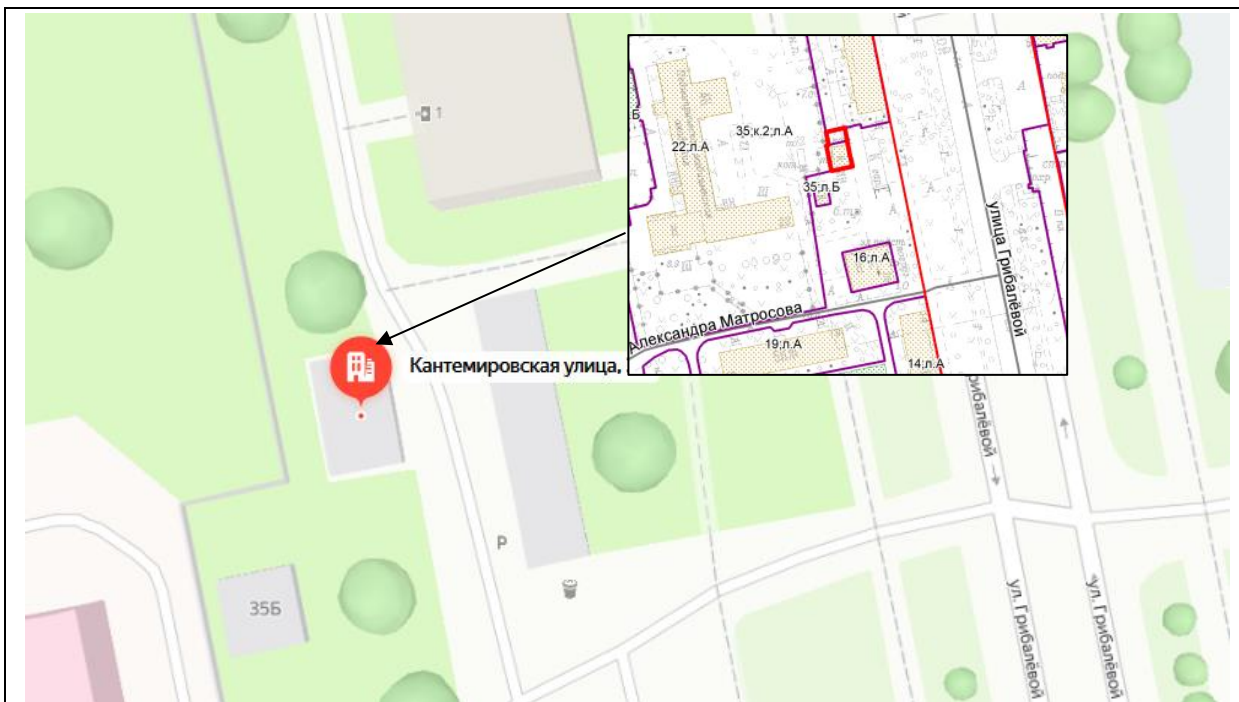 1
22;л.А
35;к.2;л.А
35;л.Б
16;л.А
улица Грибалёвой
Александра Матросова
19;л.А
14;л.А
Кантемировская улица,
Грибалёвой
P
35Б
ул. Грибалёвой
ул. Грибалёвой